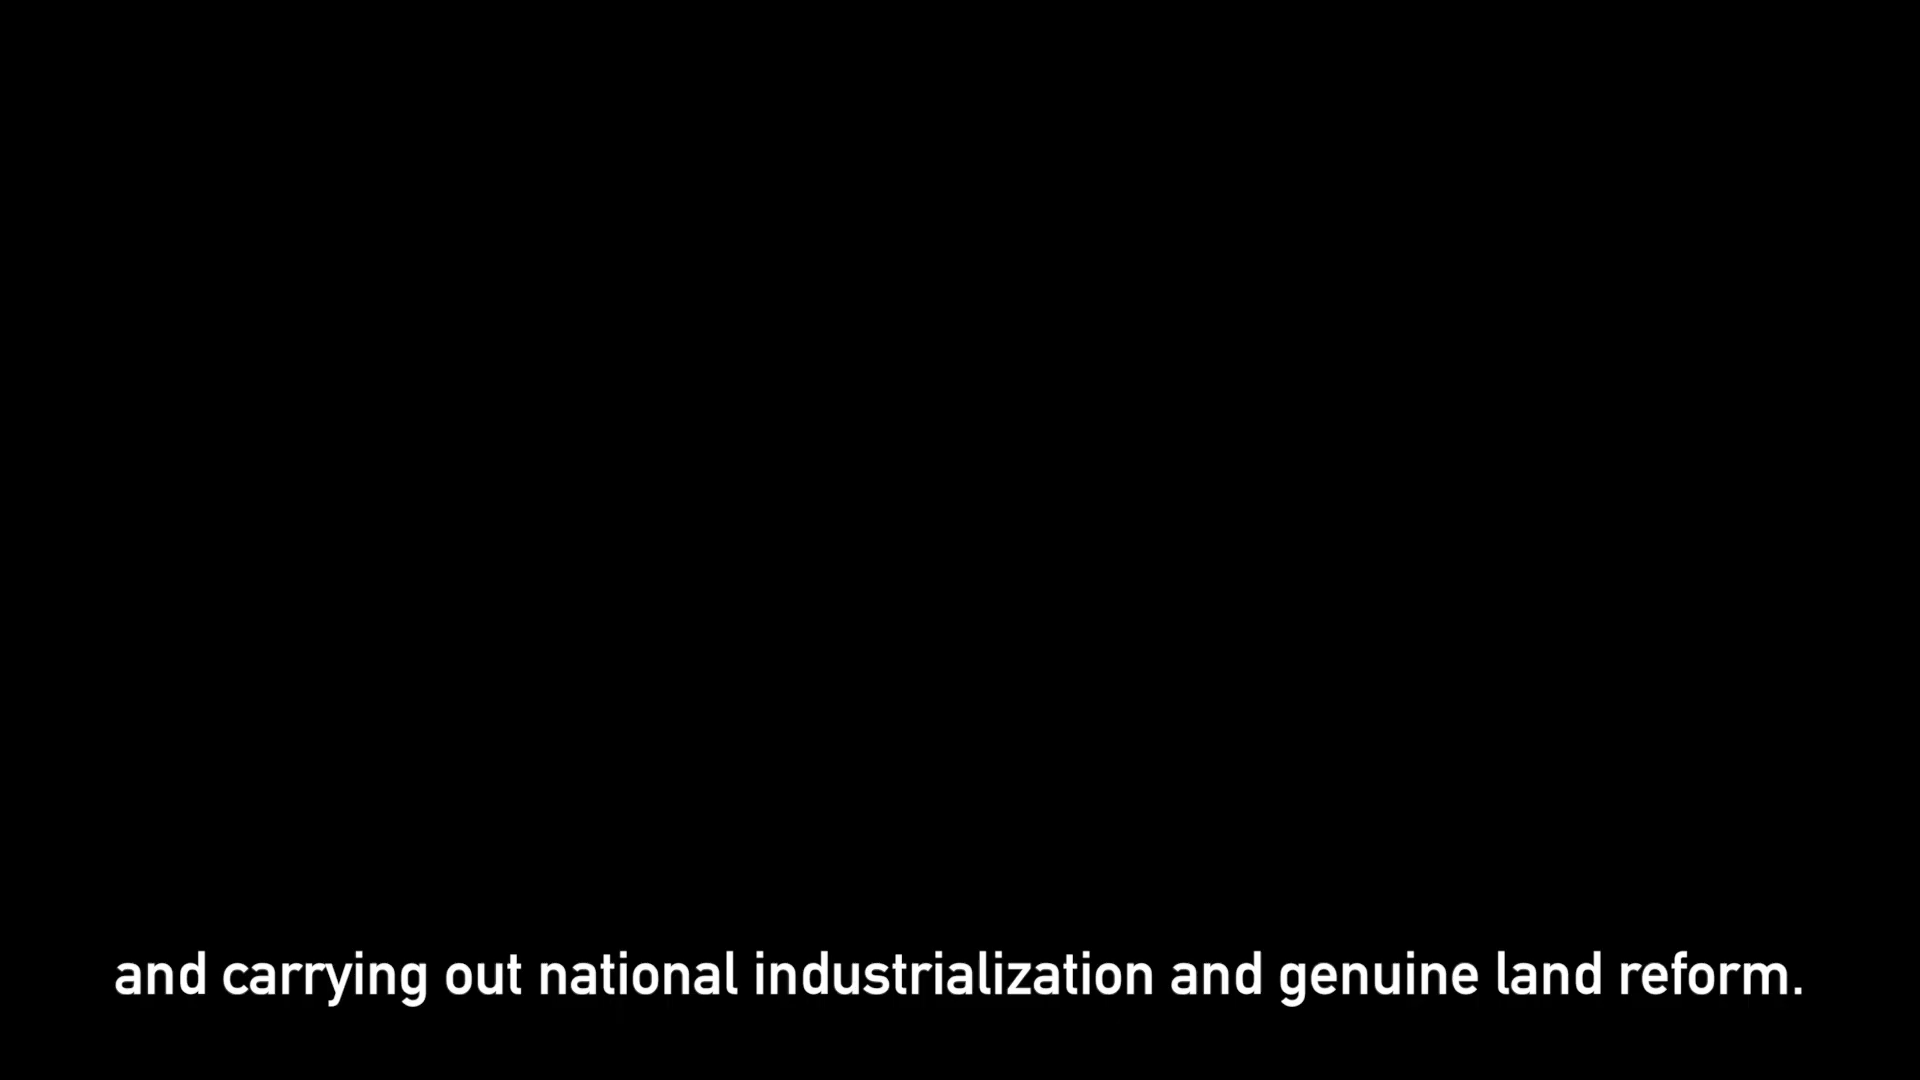 and carrying out national industrialization and genuine land reform.